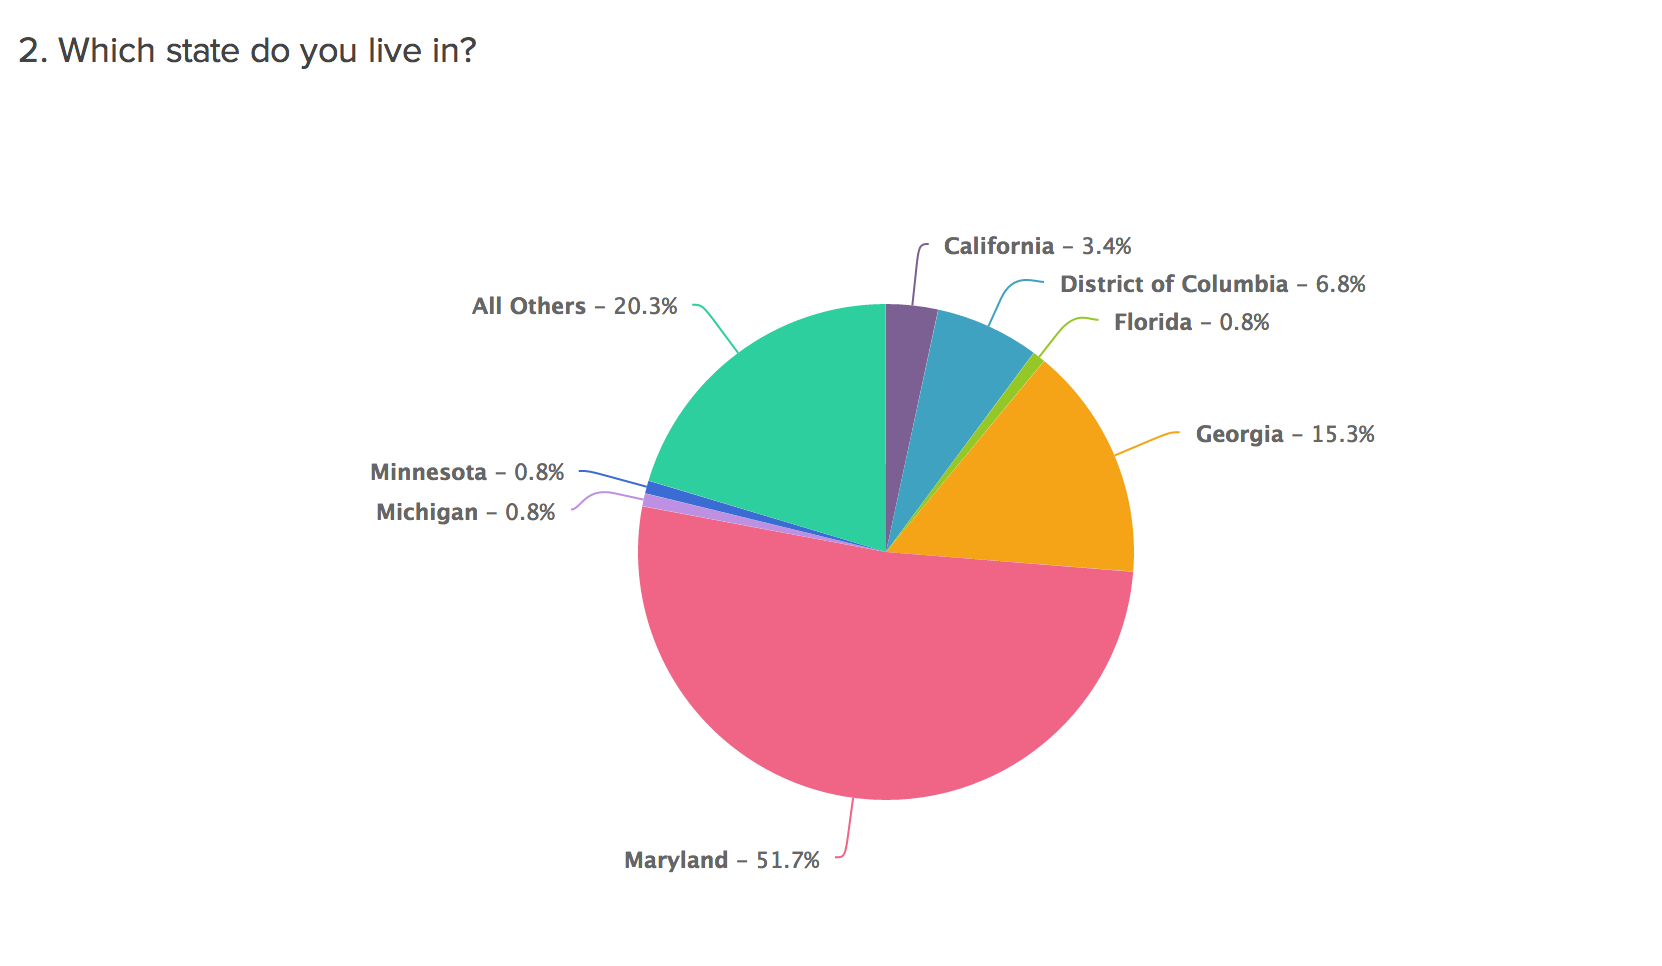 2. Which state do you live in?
California – 3.4%
District of Columbia – 6.8%
All Others – 20.3%
Florida – 0.8%
Georgia – 15.3%
Minnesota – 0.8%
Michigan – 0.8%
Maryland – 51.7%